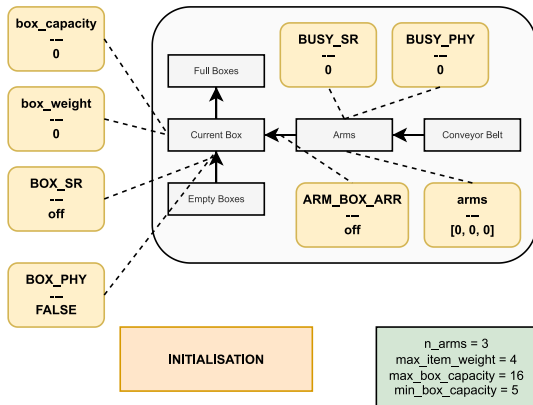 box_capacity
---
0
box_weight
---
0
BOX_SR
---
off
BOX_PHY
---
FALSE
BUSY_SR
---
0
BUSY_PHY
---
0
Full Boxes
Current Box
Arms
Conveyor Belt
Empty Boxes
ARM_BOX_ARR
---
off
arms
---
[0, 0, 0]
INITIALISATION
n_arms = 3
max_item_weight = 4
max_box_capacity = 16
min_box_capacity = 5